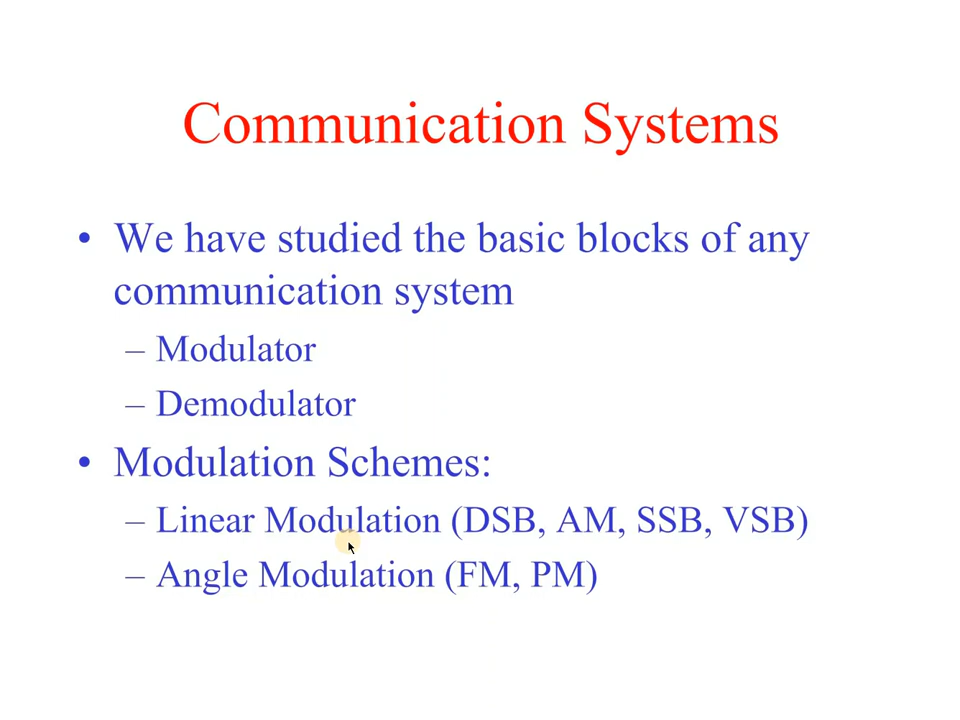 Communication Systems
• We have studied the basic blocks of any
communication system
– Modulator
– Demodulator
• Modulation Schemes:
– Linear Modulation (DSB, AM, SSB, VSB)
– Angle Modulation (FM, PM)